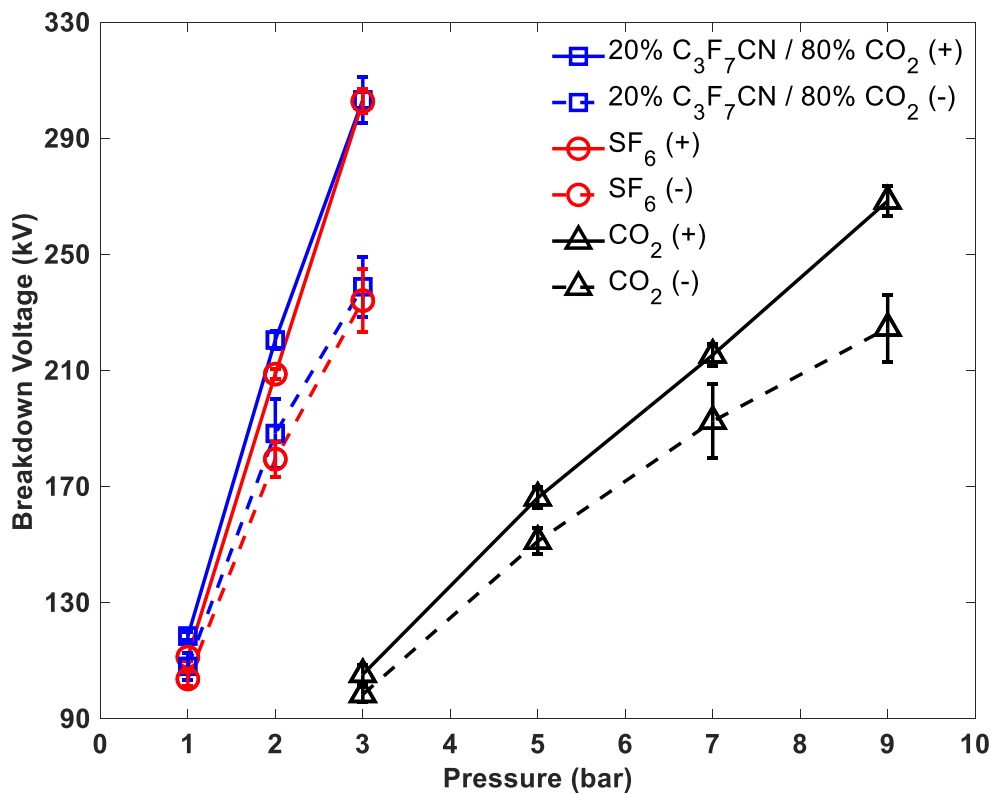 330
290
250
210
170
130
90
Breakdown Voltage (kV)
20% C3F7CN / 80% CO2 (+)
20% C3F7CN / 80% CO2 (-)
SF6 (+)
SF6 (-)
CO2 (+)
CO2 (-)
0 1 2 3 4 5 6 7 8 9 10
Pressure (bar)